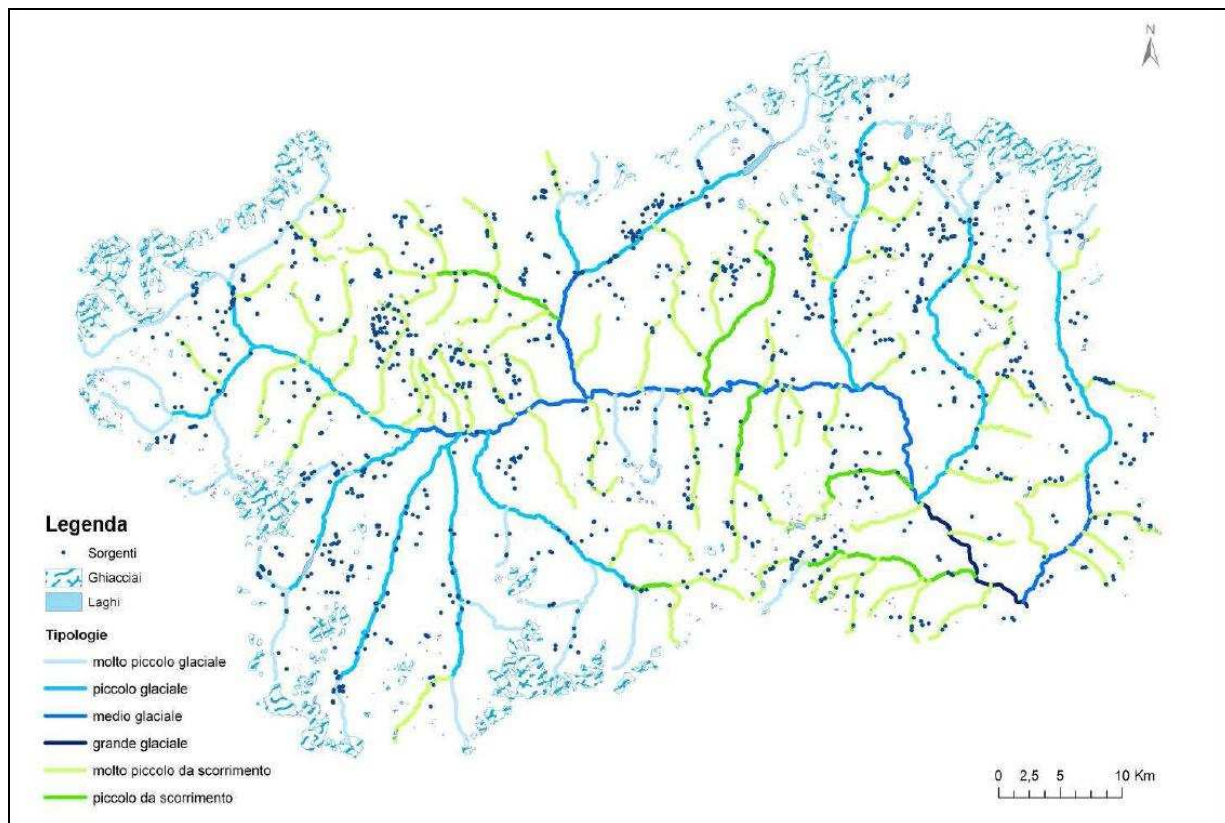 N
Legenda
Sorgenti
Ghiacciai
Laghi
Tipologie
molto piccolo glaciale
piccolo glaciale
medio glaciale
grande glaciale
molto piccolo da scorrimento
piccolo da scorrimento
0 2,5 5 10 Km